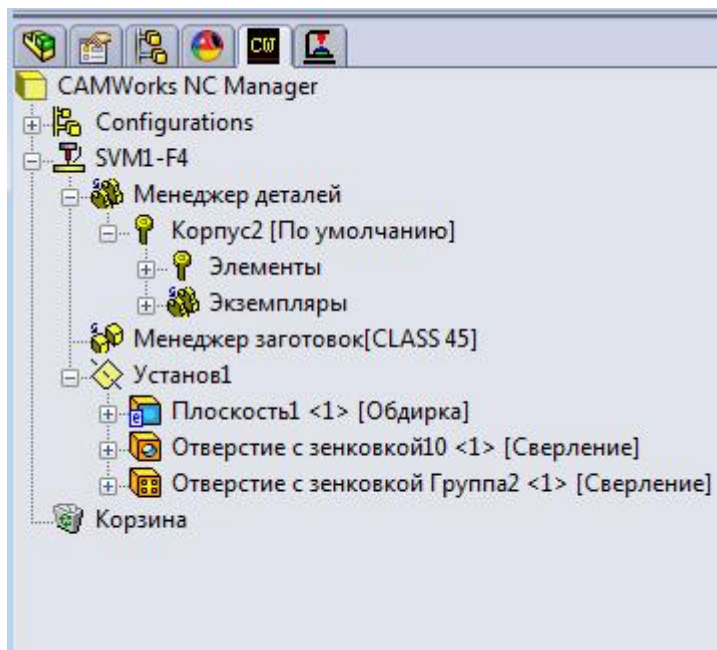 CW
CAMWorks NC Manager
Configurations
SVM1-F4
Менеджер деталей
Корпус2 [По умолчанию]
Элементы
Экземпляры
Менеджер заготовок[CLASS 45]
Установ1
Плоскость1 <1> [Обдирка]
Отверстие с зенковкой10 <1> [Сверление]
Отверстие с зенковкой Группа2 <1> [Сверление]
Корзина